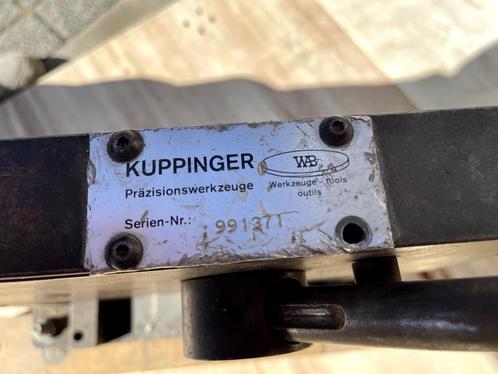 KUPPINGER
Präzisionswerkzeuge
WB
Werkzeuge - tools
outils
Serien-Nr.: 991371